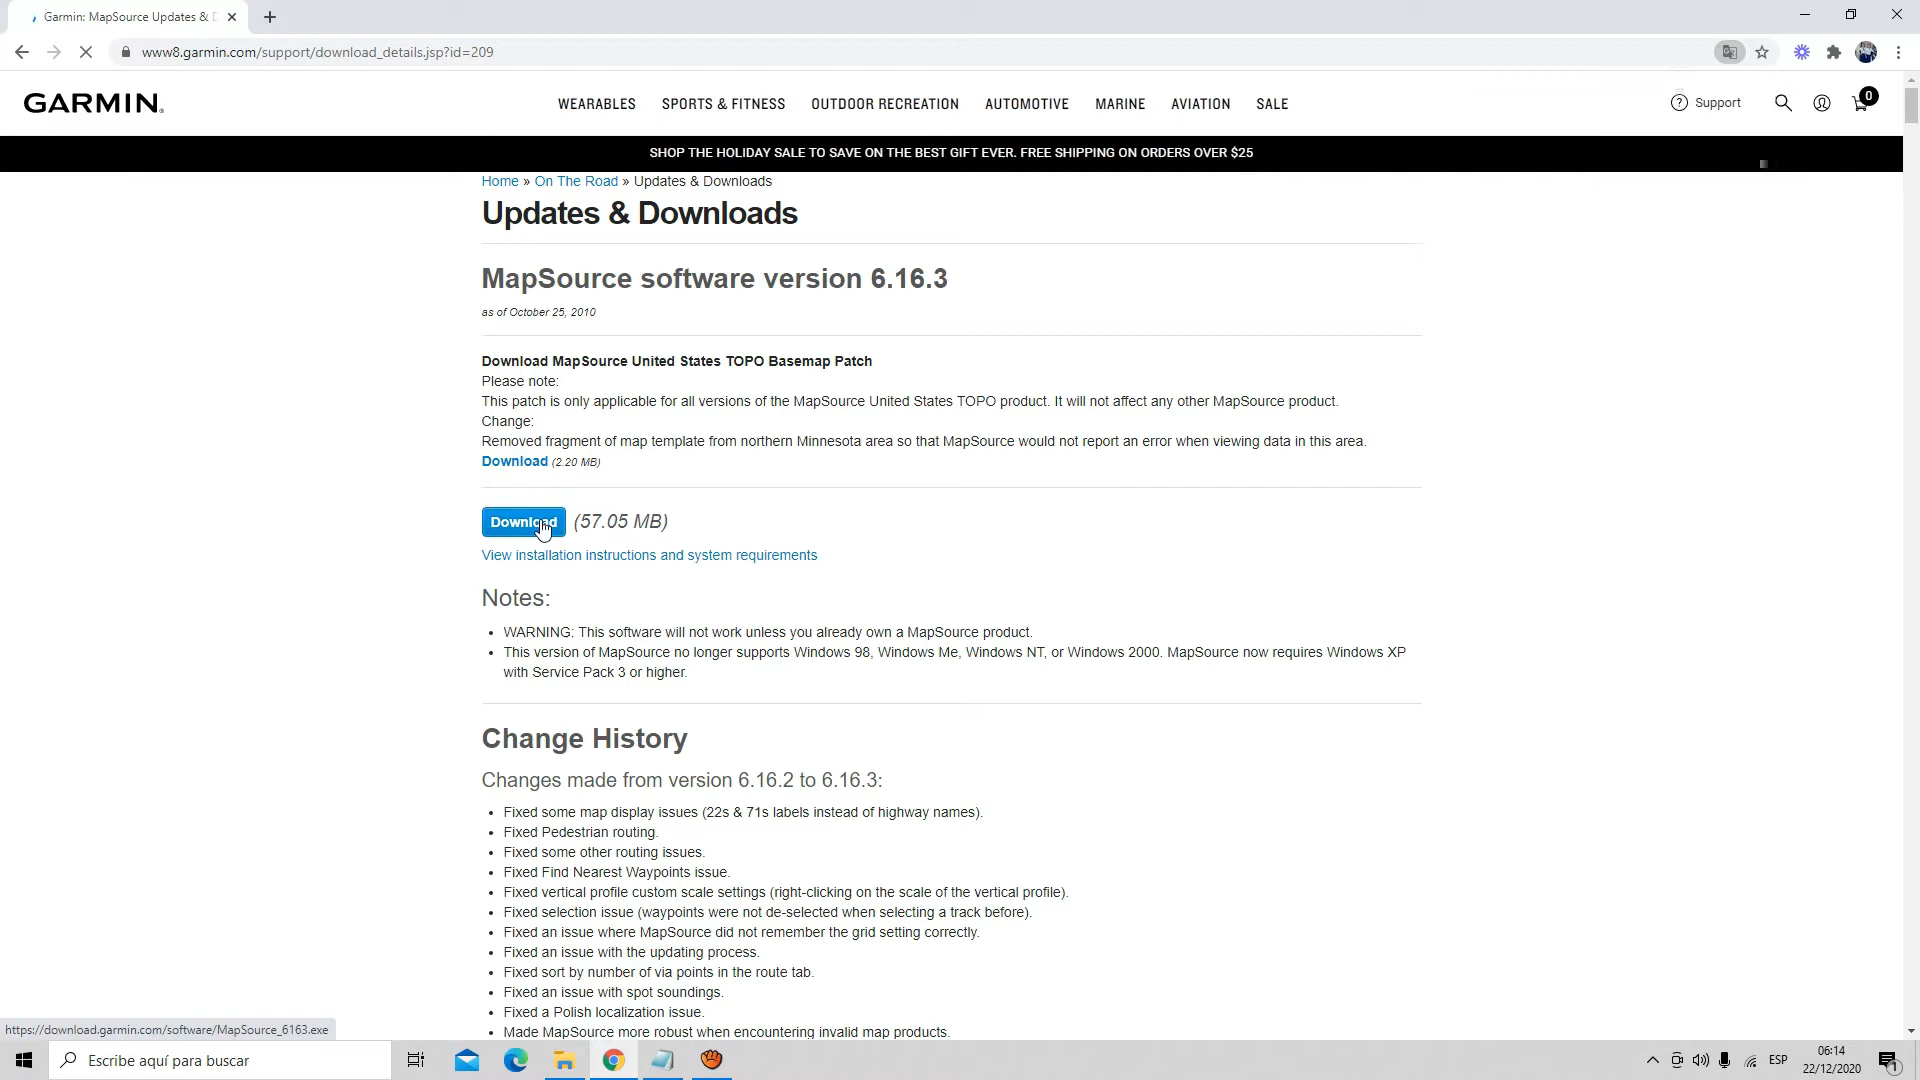 Garmin: MapSource Updates & D
www8.garmin.com/support/download_details.jsp?id=209
GARMIN.
WEARABLES SPORTS & FITNESS OUTDOOR RECREATION AUTOMOTIVE MARINE AVIATION SALE
Support
0
SHOP THE HOLIDAY SALE TO SAVE ON THE BEST GIFT EVER. FREE SHIPPING ON ORDERS OVER $25
Home » On The Road » Updates & Downloads
Updates & Downloads
MapSource software version 6.16.3
as of October 25, 2010
Download MapSource United States TOPO Basemap Patch
Please note:
This patch is only applicable for all versions of the MapSource United States TOPO product. It will not affect any other MapSource product.
Change:
Removed fragment of map template from northern Minnesota area so that MapSource would not report an error when viewing data in this area.
Download (2.20 MB)
Download (57.05 MB)
View installation instructions and system requirements
Notes:
• WARNING: This software will not work unless you already own a MapSource product.
• This version of MapSource no longer supports Windows 98, Windows Me, Windows NT, or Windows 2000. MapSource now requires Windows XP
with Service Pack 3 or higher.
Change History
Changes made from version 6.16.2 to 6.16.3:
• Fixed some map display issues (22s & 71s labels instead of highway names).
• Fixed Pedestrian routing.
• Fixed some other routing issues.
• Fixed Find Nearest Waypoints issue.
• Fixed vertical profile custom scale settings (right-clicking on the scale of the vertical profile).
• Fixed selection issue (waypoints were not de-selected when selecting a track before).
• Fixed an issue where MapSource did not remember the grid setting correctly.
• Fixed an issue with the updating process.
• Fixed sort by number of via points in the route tab.
• Fixed an issue with spot soundings.
• Fixed a Polish localization issue.
• Made MapSource more robust when encountering invalid map products.
https://download.garmin.com/software/MapSource_6163.exe
Escribe aquí para buscar
ESP
06:14
22/12/2020
1